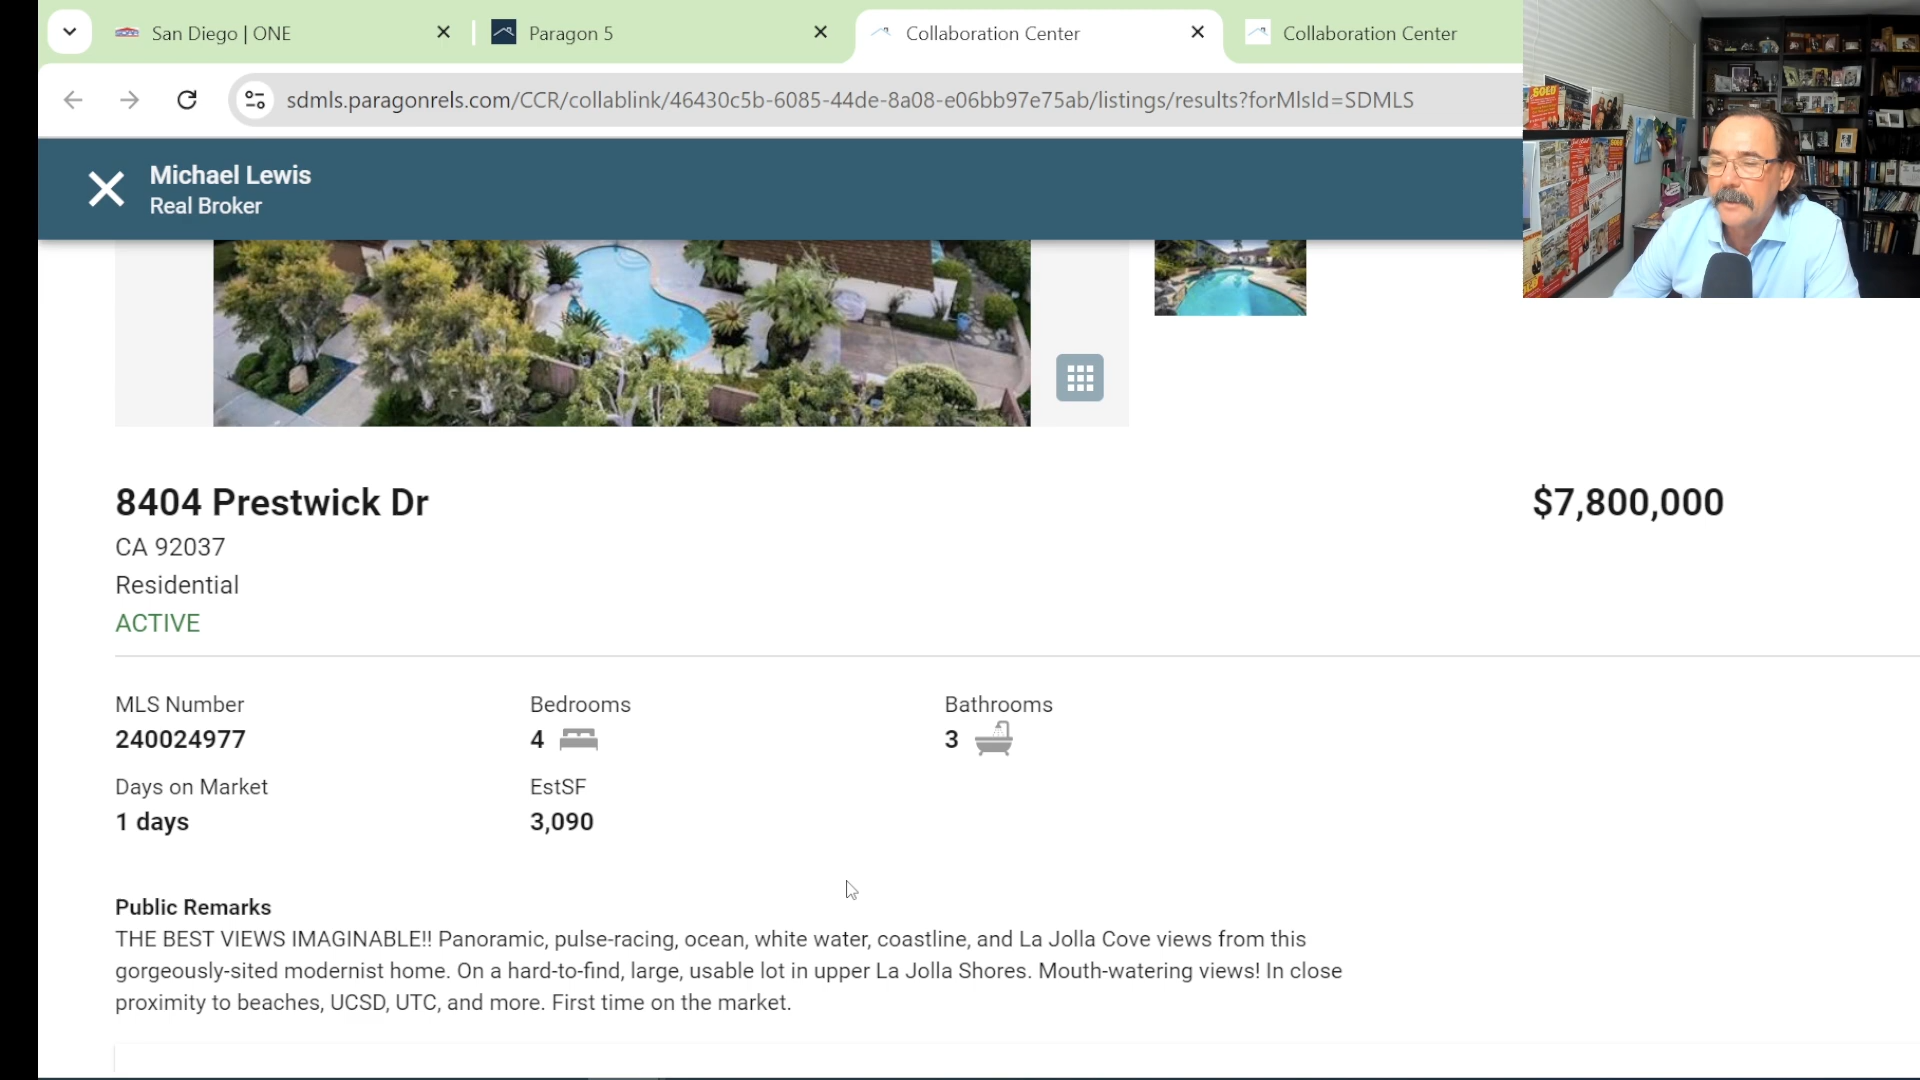 San Diego | ONE
Paragon 5
Collaboration Center
Collaboration Center
sdmls.paragonrels.com/CCR/collablink/46430c5b-6085-44de-8a08-e06bb97e75ab/listings/results?forMlsId=SDMLS
Michael Lewis
Real Broker
SOLD
8404 Prestwick Dr
$7,800,000
CA 92037
Residential
ACTIVE
MLS Number
Bedrooms
Bathrooms
240024977
4
3
Days on Market
EstSF
1 days
3,090
Public Remarks
THE BEST VIEWS IMAGINABLE!! Panoramic, pulse-racing, ocean, white water, coastline, and La Jolla Cove views from this
gorgeously-sited modernist home. On a hard-to-find, large, usable lot in upper La Jolla Shores. Mouth-watering views! In close
proximity to beaches, UCSD, UTC, and more. First time on the market.